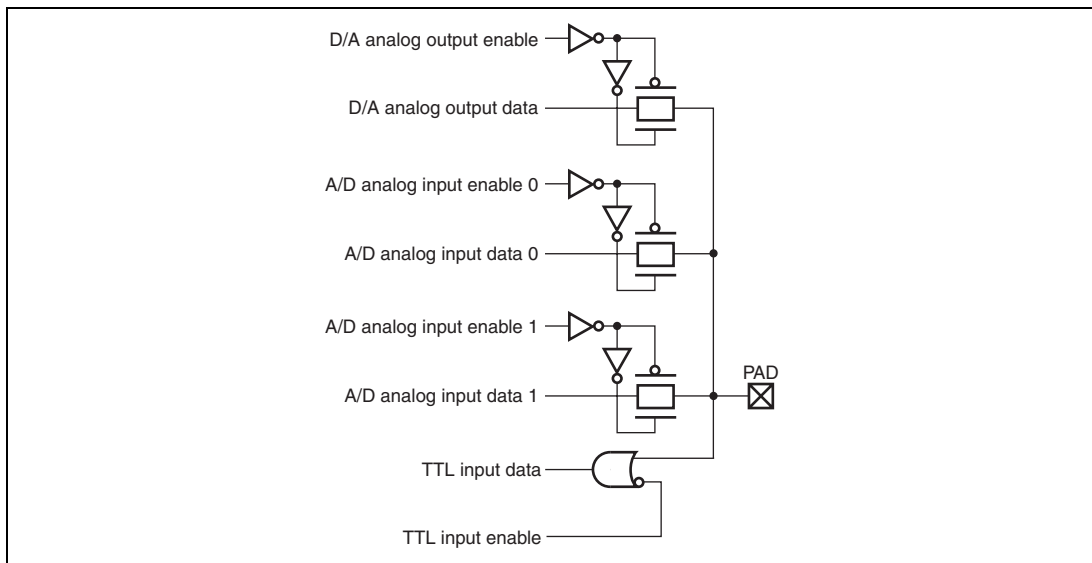 D/A analog output enable
D/A analog output data
A/D analog input enable 0
A/D analog input data 0
A/D analog input enable 1
PAD
A/D analog input data 1
TTL input data
TTL input enable